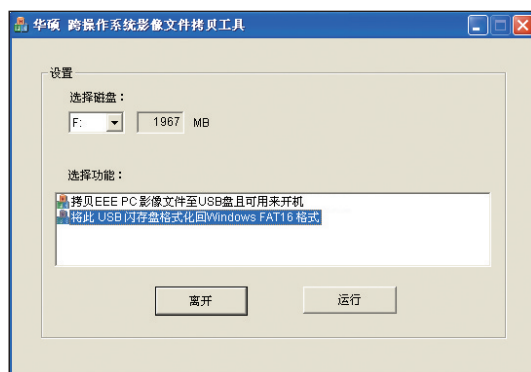 华硕 跨操作系统影像文件拷贝工具
设置
选择磁盘：
F: 1967 MB
选择功能：
拷贝EEE PC 影像文件至USB盘且可用来开机
将此 USB 闪存盘格式化回Windows FAT16 格式
离开 运行